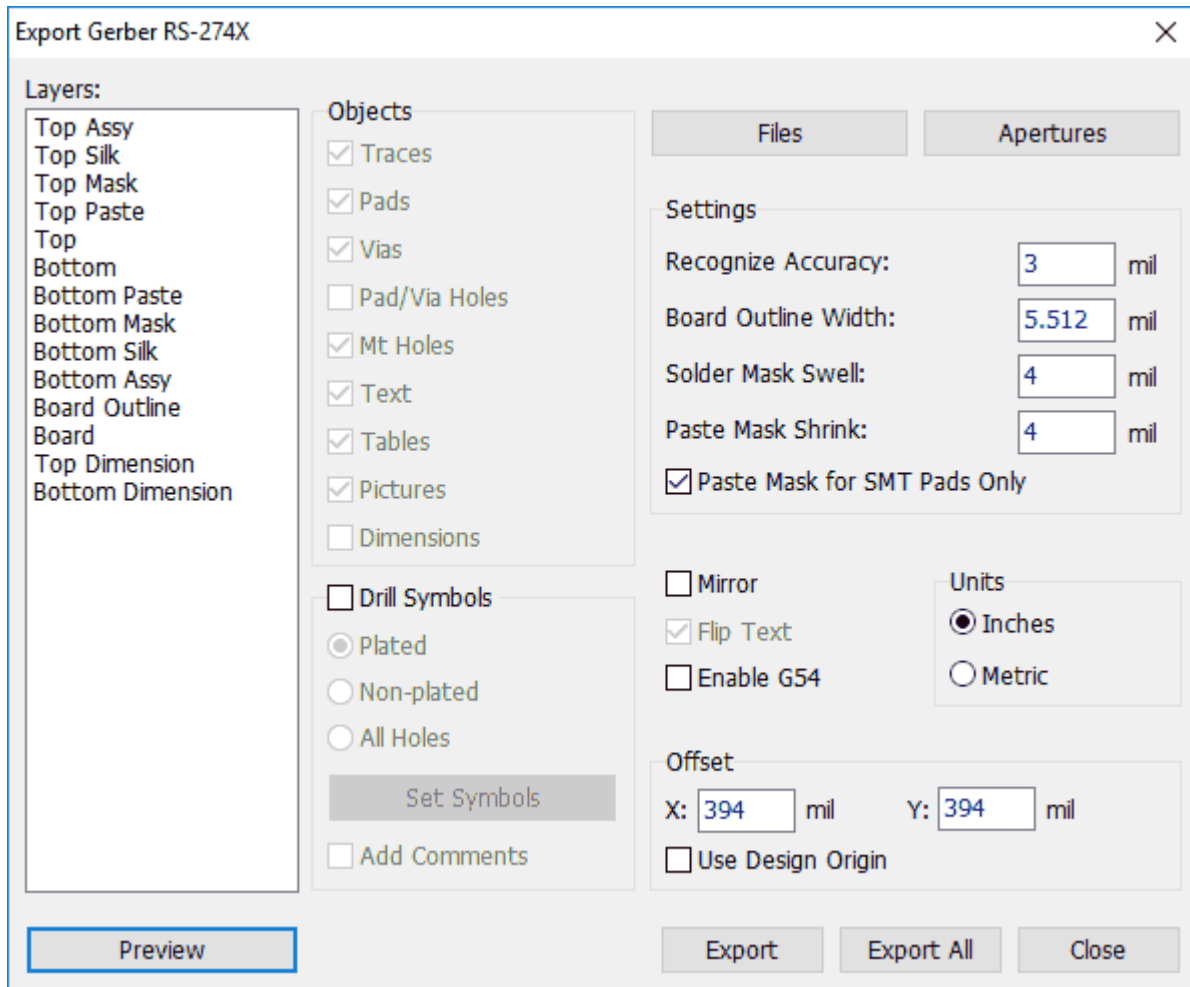 Export Gerber RS-274X
Layers:
Top Assy
Top Silk
Top Mask
Top Paste
Top
Bottom
Bottom Paste
Bottom Mask
Bottom Silk
Bottom Assy
Board Outline
Board
Top Dimension
Bottom Dimension
Preview
Objects
Traces
Pads
Vias
Pad/Via Holes
Mt Holes
Text
Tables
Pictures
Dimensions
Drill Symbols
Plated
Non-plated
All Holes
Set Symbols
Add Comments
Files Apertures
Settings
Recognize Accuracy: 3 mil
Board Outline Width: 5.512 mil
Solder Mask Swell: 4 mil
Paste Mask Shrink: 4 mil
Paste Mask for SMT Pads Only
Mirror
Flip Text
Enable G54
Units
Inches
Metric
Offset
X: 394 mil Y: 394 mil
Use Design Origin
Export Export All Close